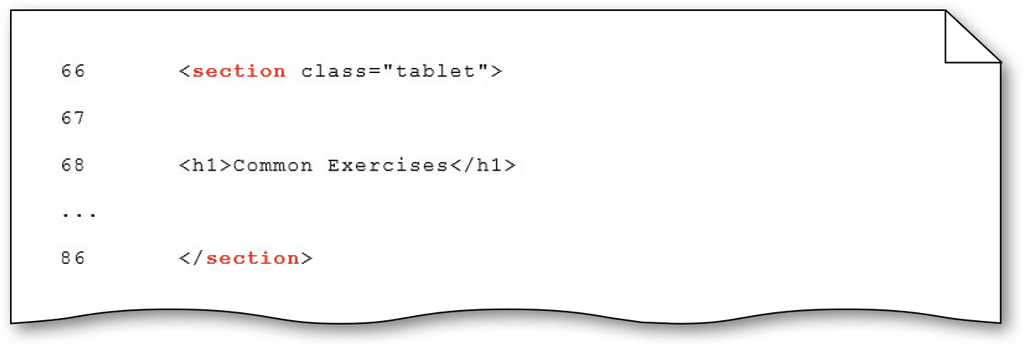 66 <section class="tablet">
67
68 <h1>Common Exercises</h1>
...
86 </section>